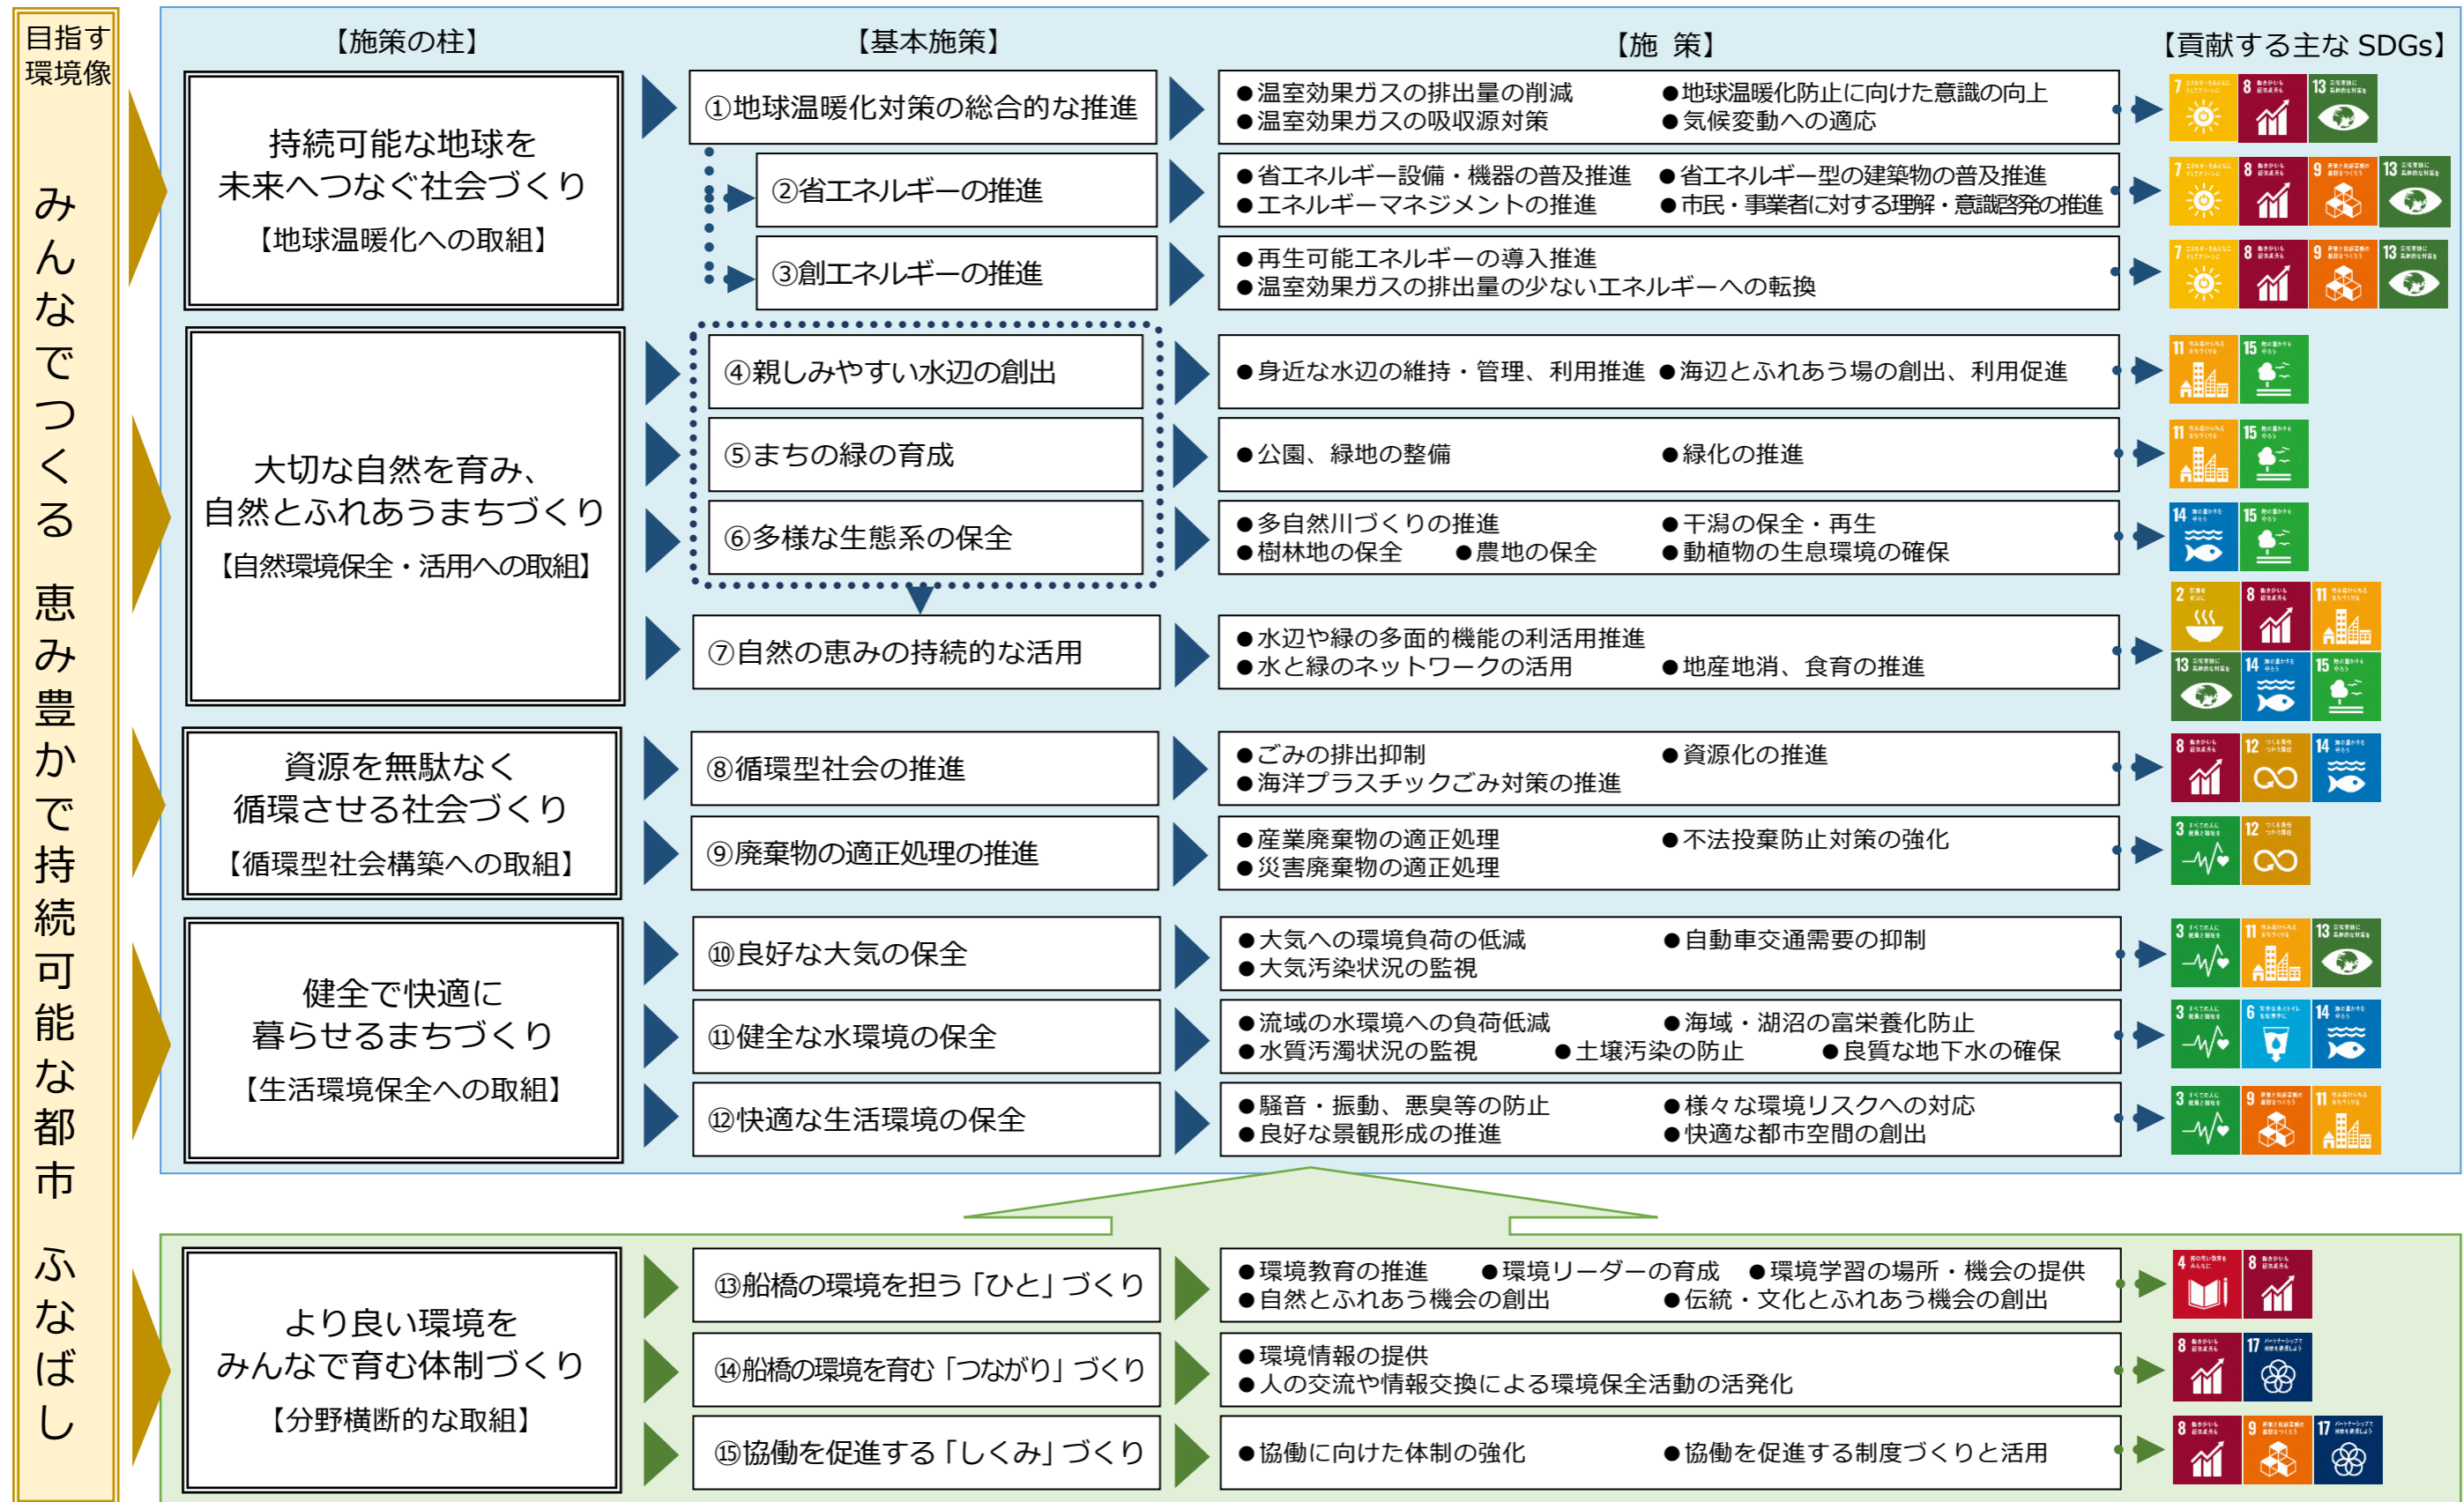 目指す
環境像
みんなでつくる 恵み豊かで持続可能な都市 ふなばし
【施策の柱】
【基本施策】
【施 策】
【貢献する主な SDGs】
持続可能な地球を
未来へつなぐ社会づくり
【地球温暖化への取組】
①地球温暖化対策の総合的な推進
●温室効果ガスの排出量の削減 ●地球温暖化防止に向けた意識の向上
●温室効果ガスの吸収源対策 ●気候変動への適応
7 8 13
②省エネルギーの推進
●省エネルギー設備・機器の普及推進 ●省エネルギー型の建築物の普及推進
●エネルギーマネジメントの推進 ●市民・事業者に対する理解・意識啓発の推進
7 8 9 13
③創エネルギーの推進
●再生可能エネルギーの導入推進
●温室効果ガスの排出量の少ないエネルギーへの転換
7 8 9 13
大切な自然を育み、
自然とふれあうまちづくり
【自然環境保全・活用への取組】
④親しみやすい水辺の創出
●身近な水辺の維持・管理、利用推進 ●海辺とふれあう場の創出、利用促進
11 15
⑤まちの緑の育成
●公園、緑地の整備 ●緑化の推進
11 15
⑥多様な生態系の保全
●多自然川づくりの推進 ●干潟の保全・再生
●樹林地の保全 ●農地の保全 ●動植物の生息環境の確保
14 15
⑦自然の恵みの持続的な活用
●水辺や緑の多面的機能の利活用推進
●水と緑のネットワークの活用 ●地産地消、食育の推進
2 8 11
13 14 15
資源を無駄なく
循環させる社会づくり
【循環型社会構築への取組】
⑧循環型社会の推進
●ごみの排出抑制 ●資源化の推進
●海洋プラスチックごみ対策の推進
8 12 14
⑨廃棄物の適正処理の推進
●産業廃棄物の適正処理 ●不法投棄防止対策の強化
●災害廃棄物の適正処理
3 12
健全で快適に
暮らせるまちづくり
【生活環境保全への取組】
⑩良好な大気の保全
●大気への環境負荷の低減 ●自動車交通需要の抑制
●大気汚染状況の監視
3 11 13
⑪健全な水環境の保全
●流域の水環境への負荷低減 ●海域・湖沼の富栄養化防止
●水質汚濁状況の監視 ●土壌汚染の防止 ●良質な地下水の確保
3 6 14
⑫快適な生活環境の保全
●騒音・振動、悪臭等の防止 ●様々な環境リスクへの対応
●良好な景観形成の推進 ●快適な都市空間の創出
3 9 11
より良い環境を
みんなで育む体制づくり
【分野横断的な取組】
⑬船橋の環境を担う「ひと」づくり
●環境教育の推進 ●環境リーダーの育成 ●環境学習の場所・機会の提供
●自然とふれあう機会の創出 ●伝統・文化とふれあう機会の創出
4 8
⑭船橋の環境を育む「つながり」づくり
●環境情報の提供
●人の交流や情報交換による環境保全活動の活発化
8 17
⑮協働を促進する「しくみ」づくり
●協働に向けた体制の強化 ●協働を促進する制度づくりと活用
8 9 17